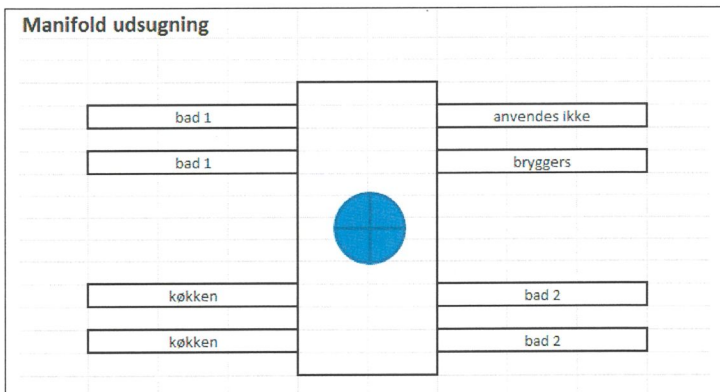 Manifold udsugning
bad 1
anvendes ikke
bad 1
bryggers
køkken
bad 2
køkken
bad 2